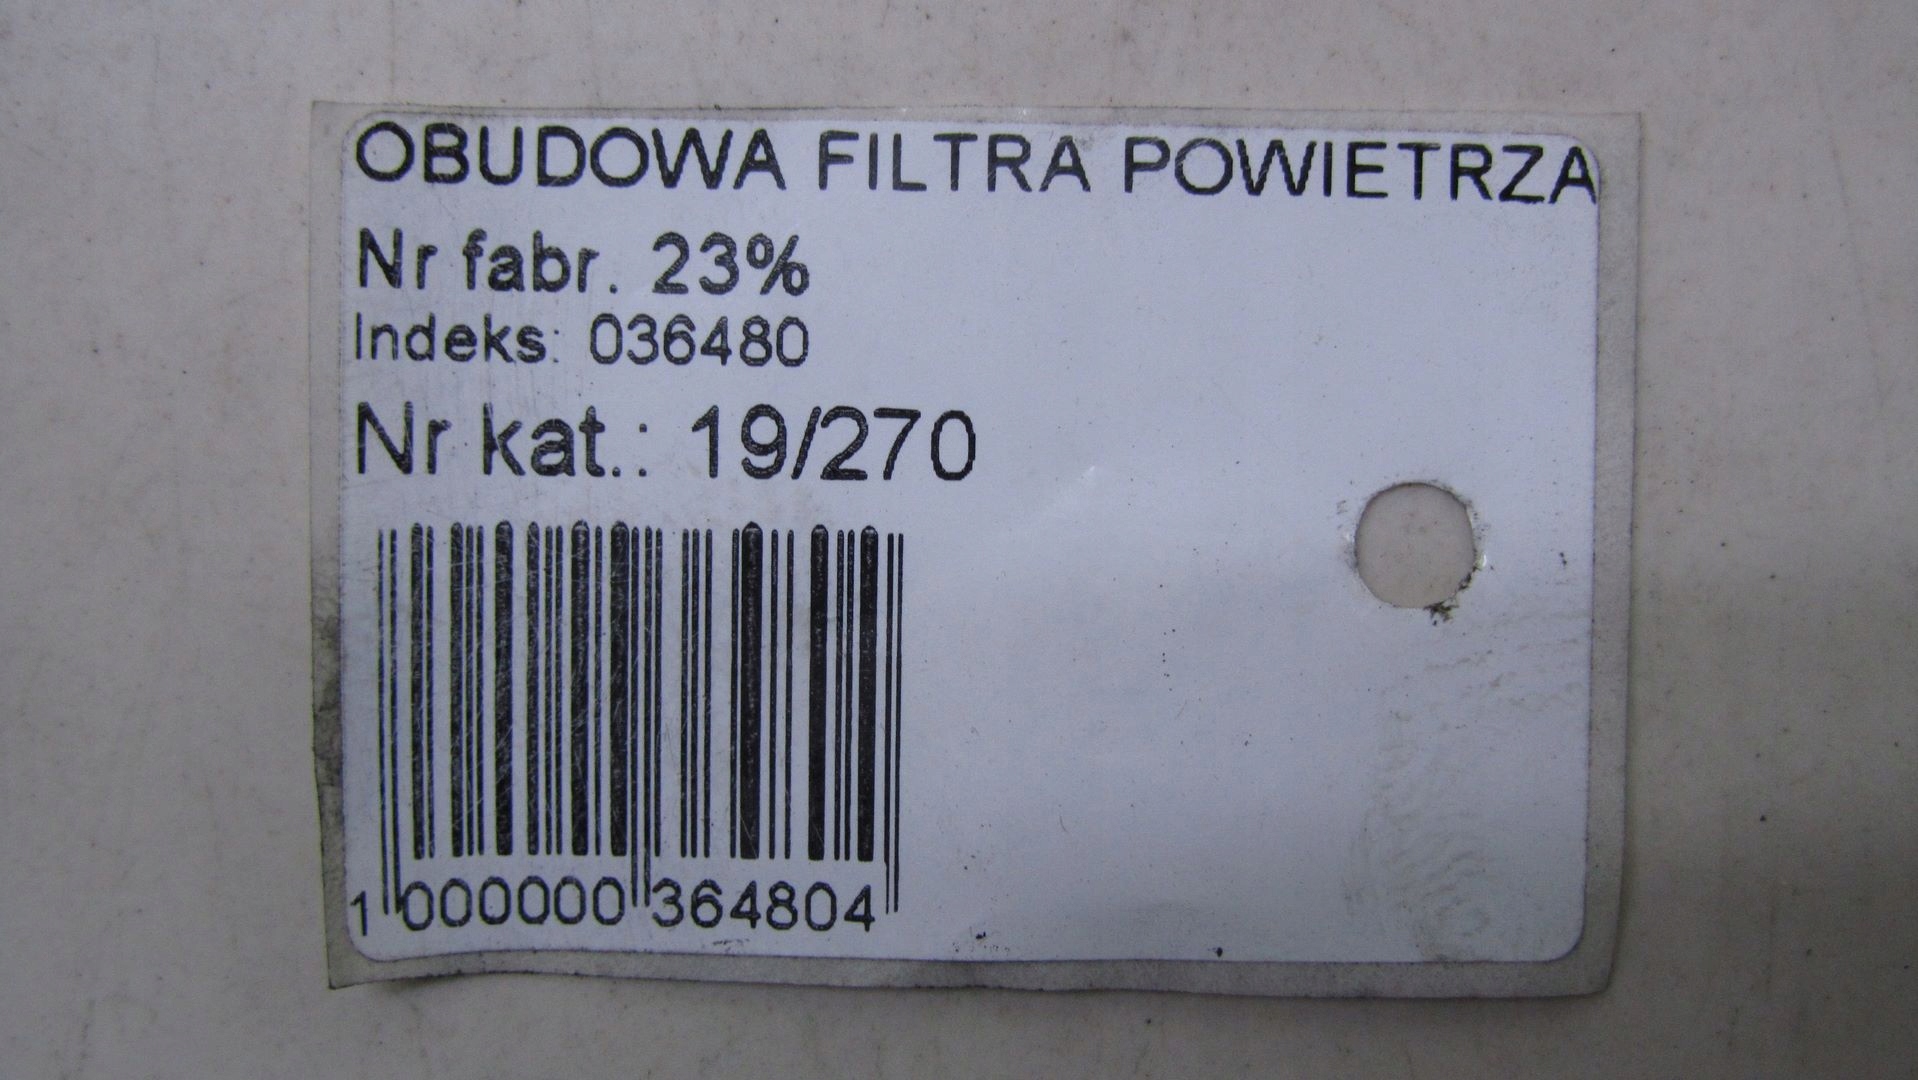 OBUDOWA FILTRA POWIETRZA
Nr fabr. 23%
Indeks: 036480
Nr kat.: 19/270
1 000000 364804